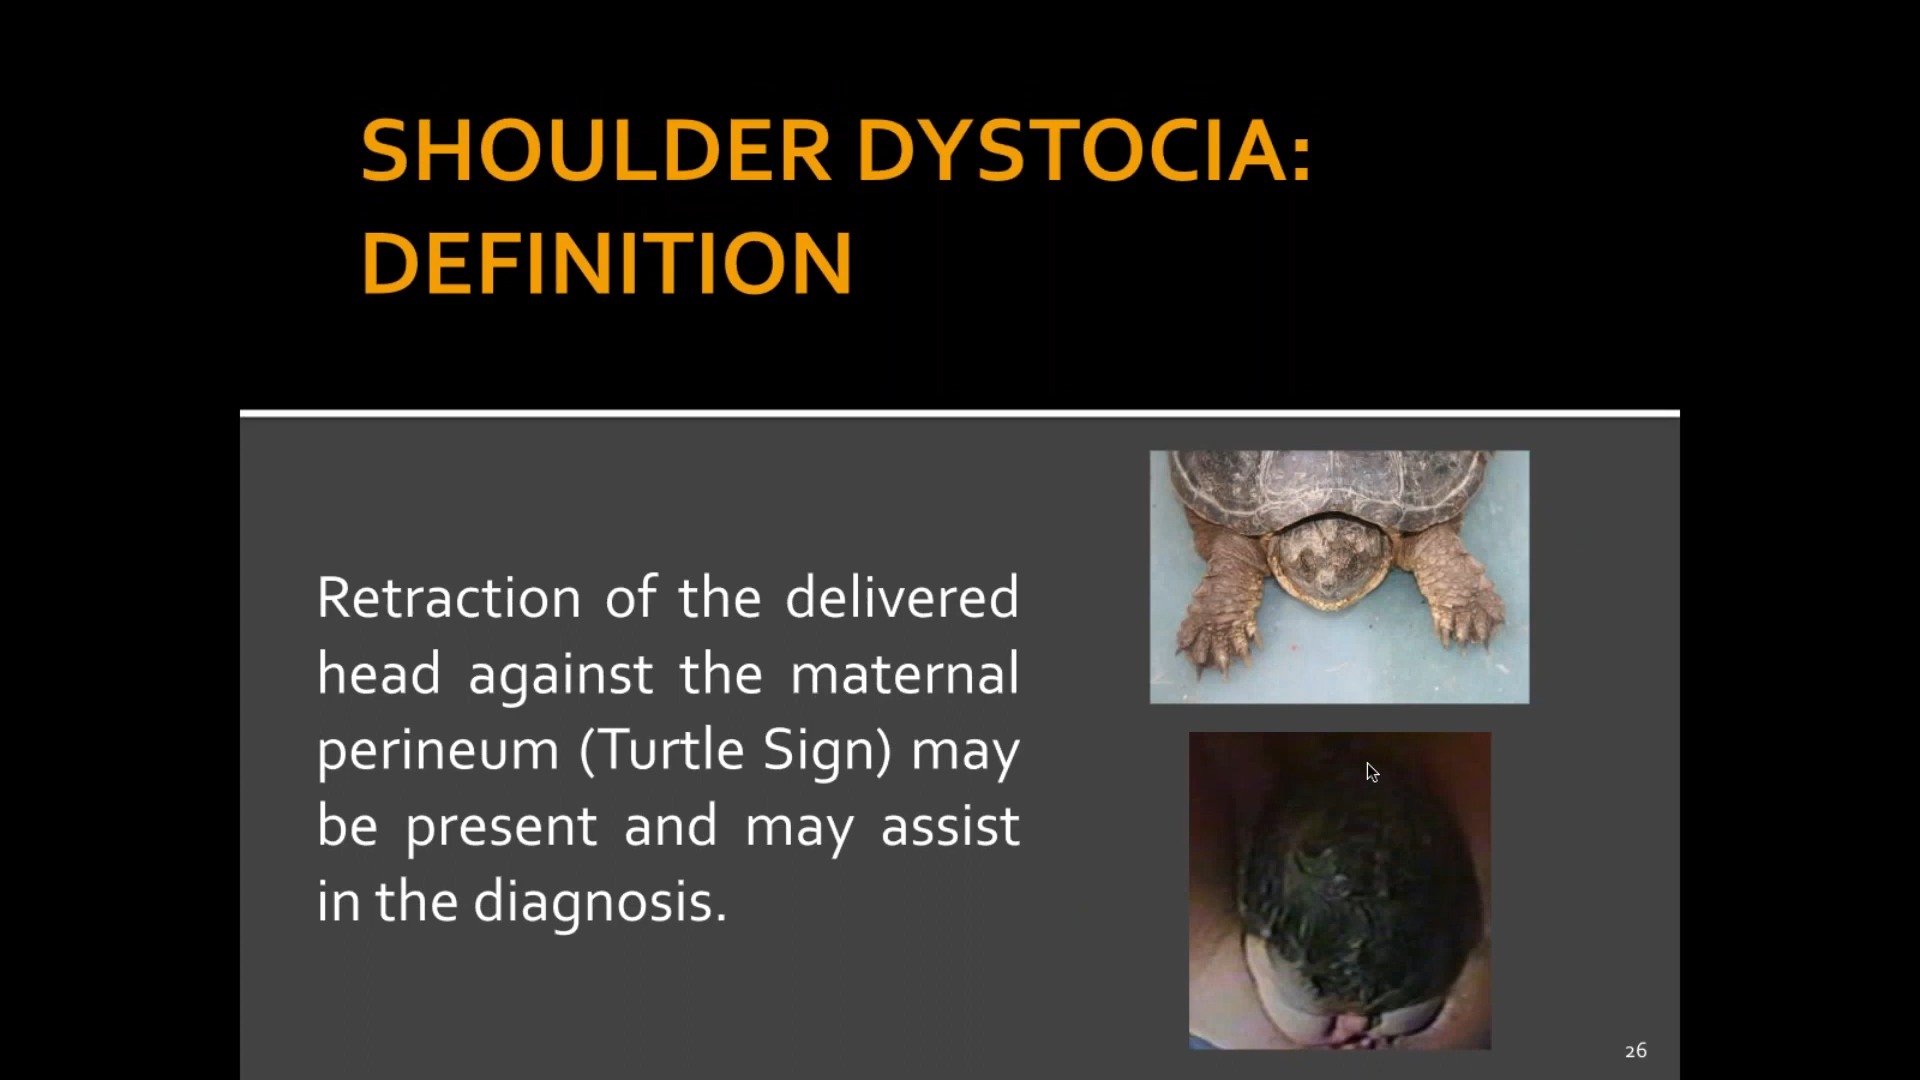 SHOULDER DYSTOCIA:
DEFINITION
Retraction of the delivered
head against the maternal
perineum (Turtle Sign) may
be present and may assist
in the diagnosis.
26